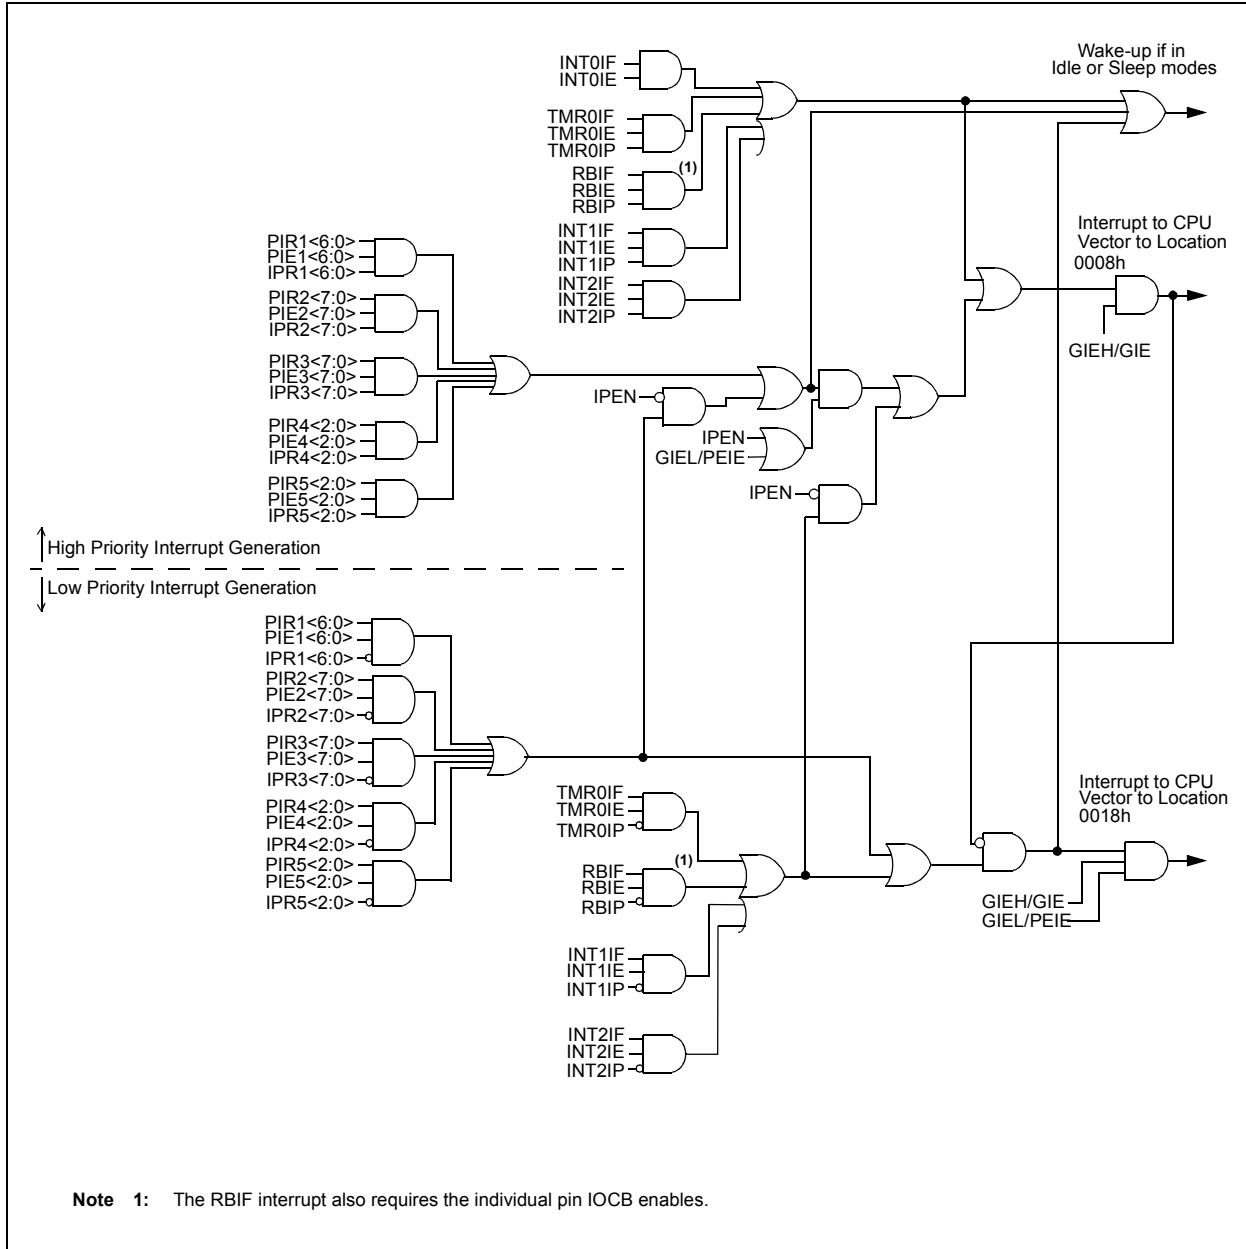 Wake-up if in
Idle or Sleep modes
INT0IF
INT0IE
TMR0IF
TMR0IE
TMR0IP
(1)
RBIF
RBIE
RBIP
INT1IF
INT1IE
INT1IP
INT2IF
INT2IE
INT2IP
Interrupt to CPU
Vector to Location
0008h
GIEH/GIE
PIR1<6:0>
PIE1<6:0>
IPR1<6:0>
PIR2<7:0>
PIE2<7:0>
IPR2<7:0>
PIR3<7:0>
PIE3<7:0>
IPR3<7:0>
PIR4<2:0>
PIE4<2:0>
IPR4<2:0>
PIR5<2:0>
PIE5<2:0>
IPR5<2:0>
IPEN
IPEN
GIEL/PEIE
IPEN
High Priority Interrupt Generation
Low Priority Interrupt Generation
PIR1<6:0>
PIE1<6:0>
IPR1<6:0>
PIR2<7:0>
PIE2<7:0>
IPR2<7:0>
PIR3<7:0>
PIE3<7:0>
IPR3<7:0>
PIR4<2:0>
PIE4<2:0>
IPR4<2:0>
PIR5<2:0>
PIE5<2:0>
IPR5<2:0>
TMR0IF
TMR0IE
TMR0IP
(1)
RBIF
RBIE
RBIP
INT1IF
INT1IE
INT1IP
INT2IF
INT2IE
INT2IP
Interrupt to CPU
Vector to Location
0018h
GIEH/GIE
GIEL/PEIE
Note 1: The RBIF interrupt also requires the individual pin IOCB enables.